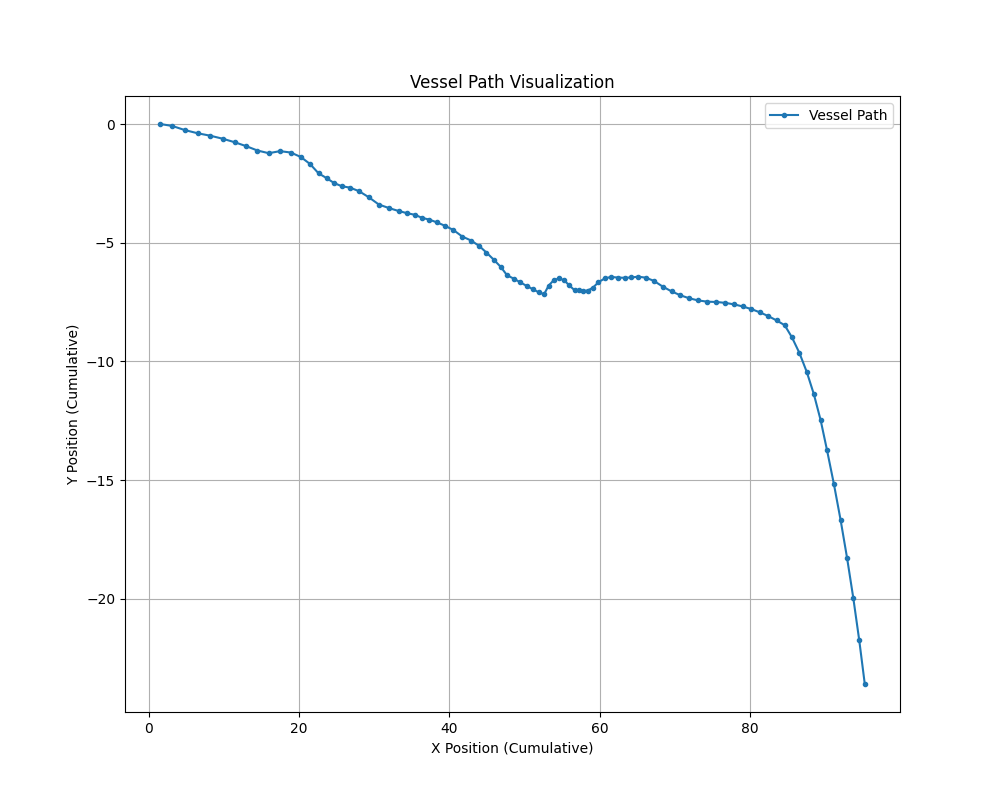 Vessel Path Visualization
Vessel Path
0
−5
−10
−15
−20
Y Position (Cumulative)
0 20 40 60 80
X Position (Cumulative)